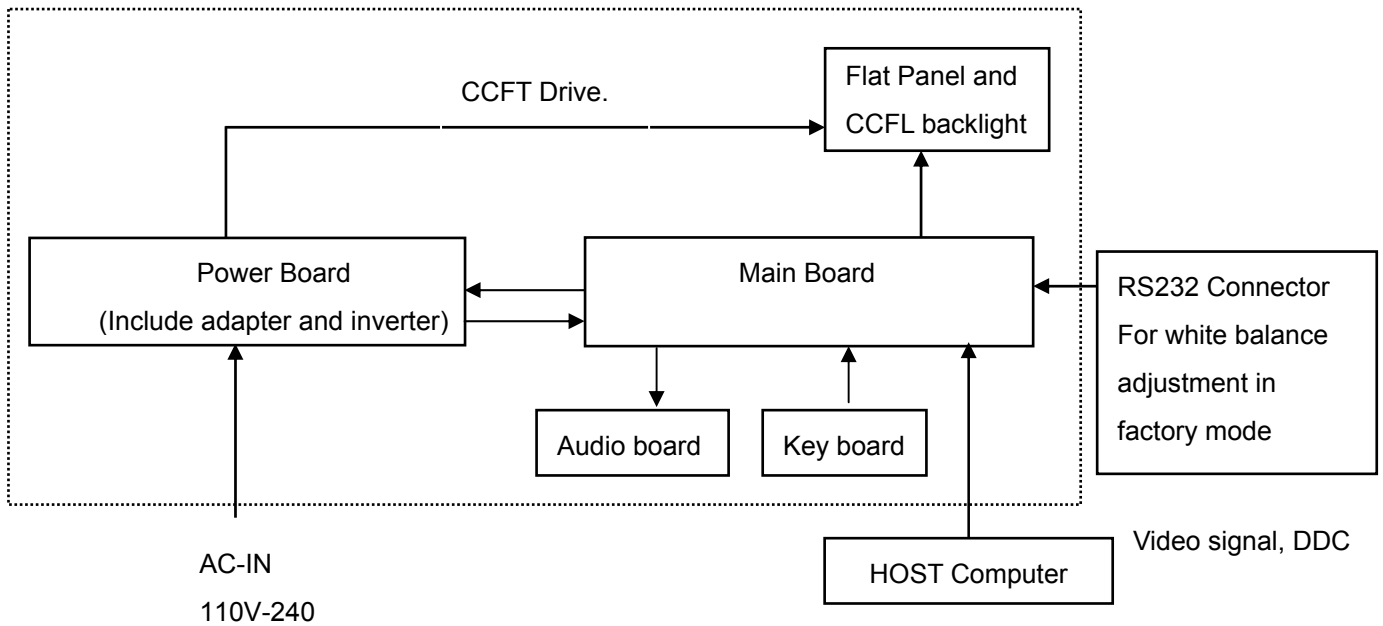 CCFT Drive.
Flat Panel and
CCFL backlight
Power Board
(Include adapter and inverter)
Main Board
RS232 Connector
For white balance
adjustment in
factory mode
Audio board
Key board
Video signal, DDC
AC-IN
110V-240
HOST Computer